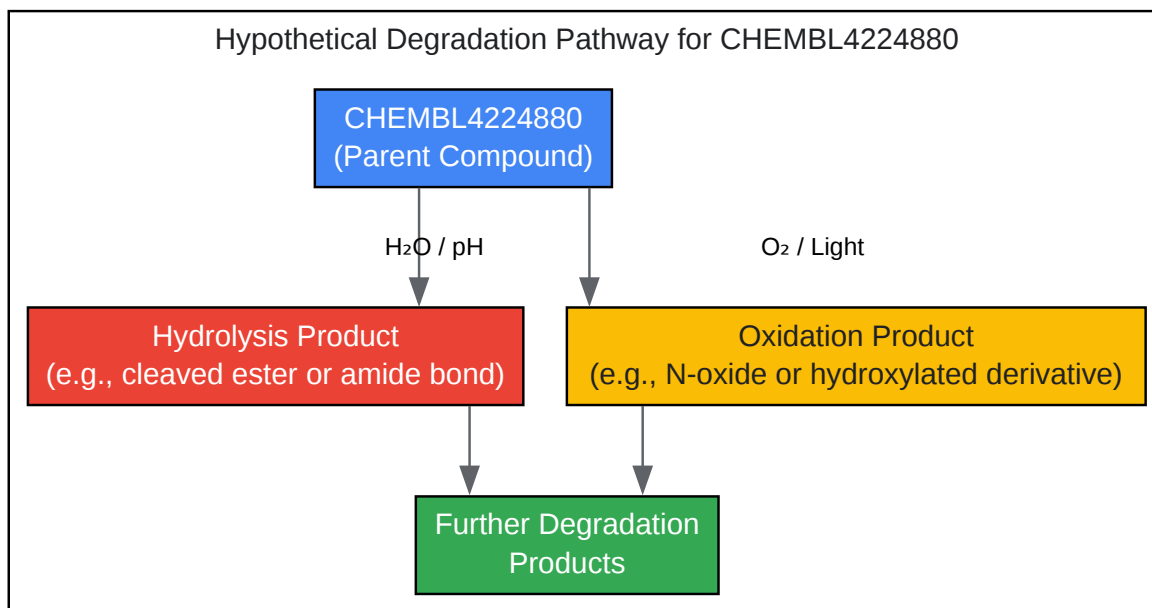 Hypothetical Degradation Pathway for CHEMBL4224880
CHEMBL4224880
(Parent Compound)
H₂O / pH
O₂ / Light
Hydrolysis Product
(e.g., cleaved ester or amide bond)
Oxidation Product
(e.g., N-oxide or hydroxylated derivative)
Further Degradation
Products